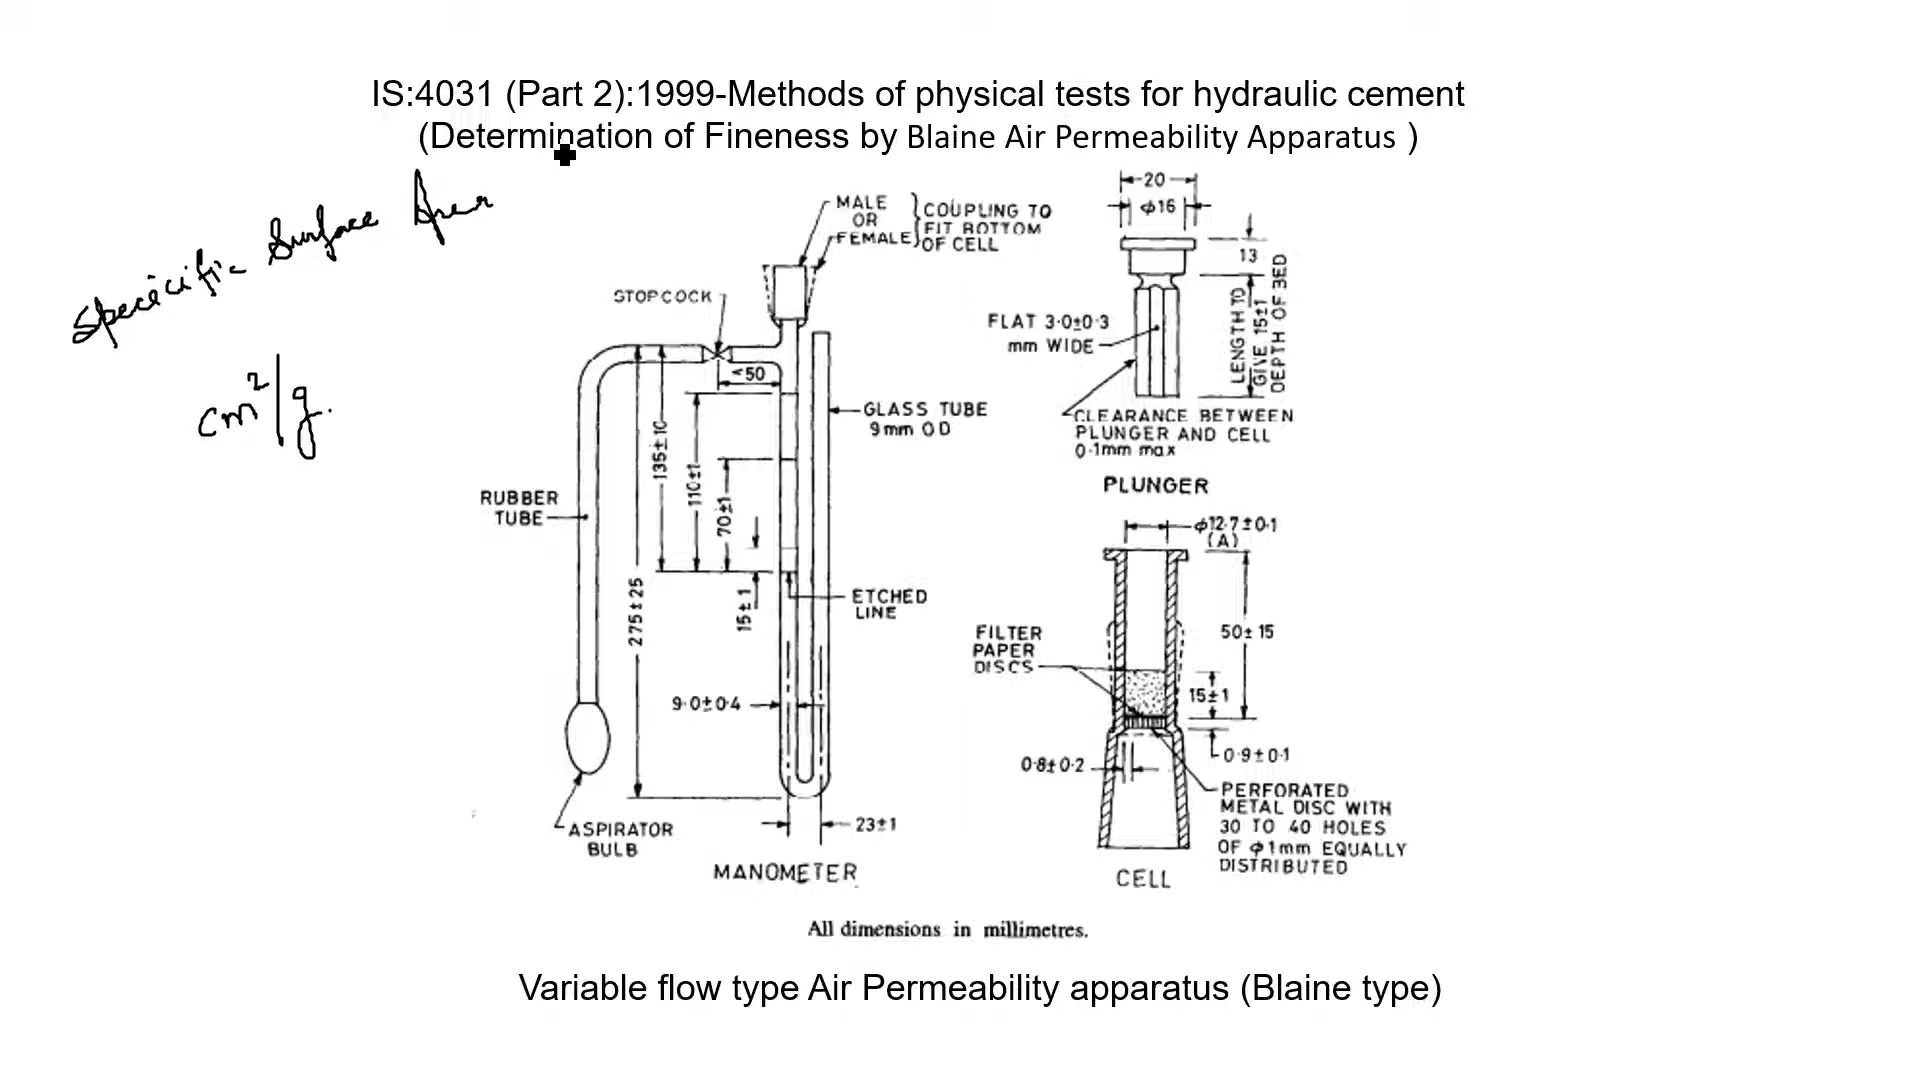 IS:4031 (Part 2):1999-Methods of physical tests for hydraulic cement
(Determination of Fineness by Blaine Air Permeability Apparatus )
Spececific Surface Area
cm²/g.
MALE
OR
FEMALE
COUPLING TO
FIT BOTTOM
OF CELL
STOPCOCK
<50
GLASS TUBE
9mm OD
135±10
110±1
70±1
15±1
275±25
RUBBER
TUBE
ETCHED
LINE
9·0±0·4
ASPIRATOR
BULB
23±1
MANOMETER
20
ϕ16
13
FLAT 3·0±0·3
mm WIDE
LENGTH TO
GIVE 15±1
DEPTH OF BED
CLEARANCE BETWEEN
PLUNGER AND CELL
0·1mm max
PLUNGER
ϕ12·7±0·1
(A)
FILTER
PAPER
DISCS
50±15
15±1
0·9±0·1
0·8±0·2
PERFORATED
METAL DISC WITH
30 TO 40 HOLES
OF ϕ1mm EQUALLY
DISTRIBUTED
CELL
All dimensions in millimetres.
Variable flow type Air Permeability apparatus (Blaine type)